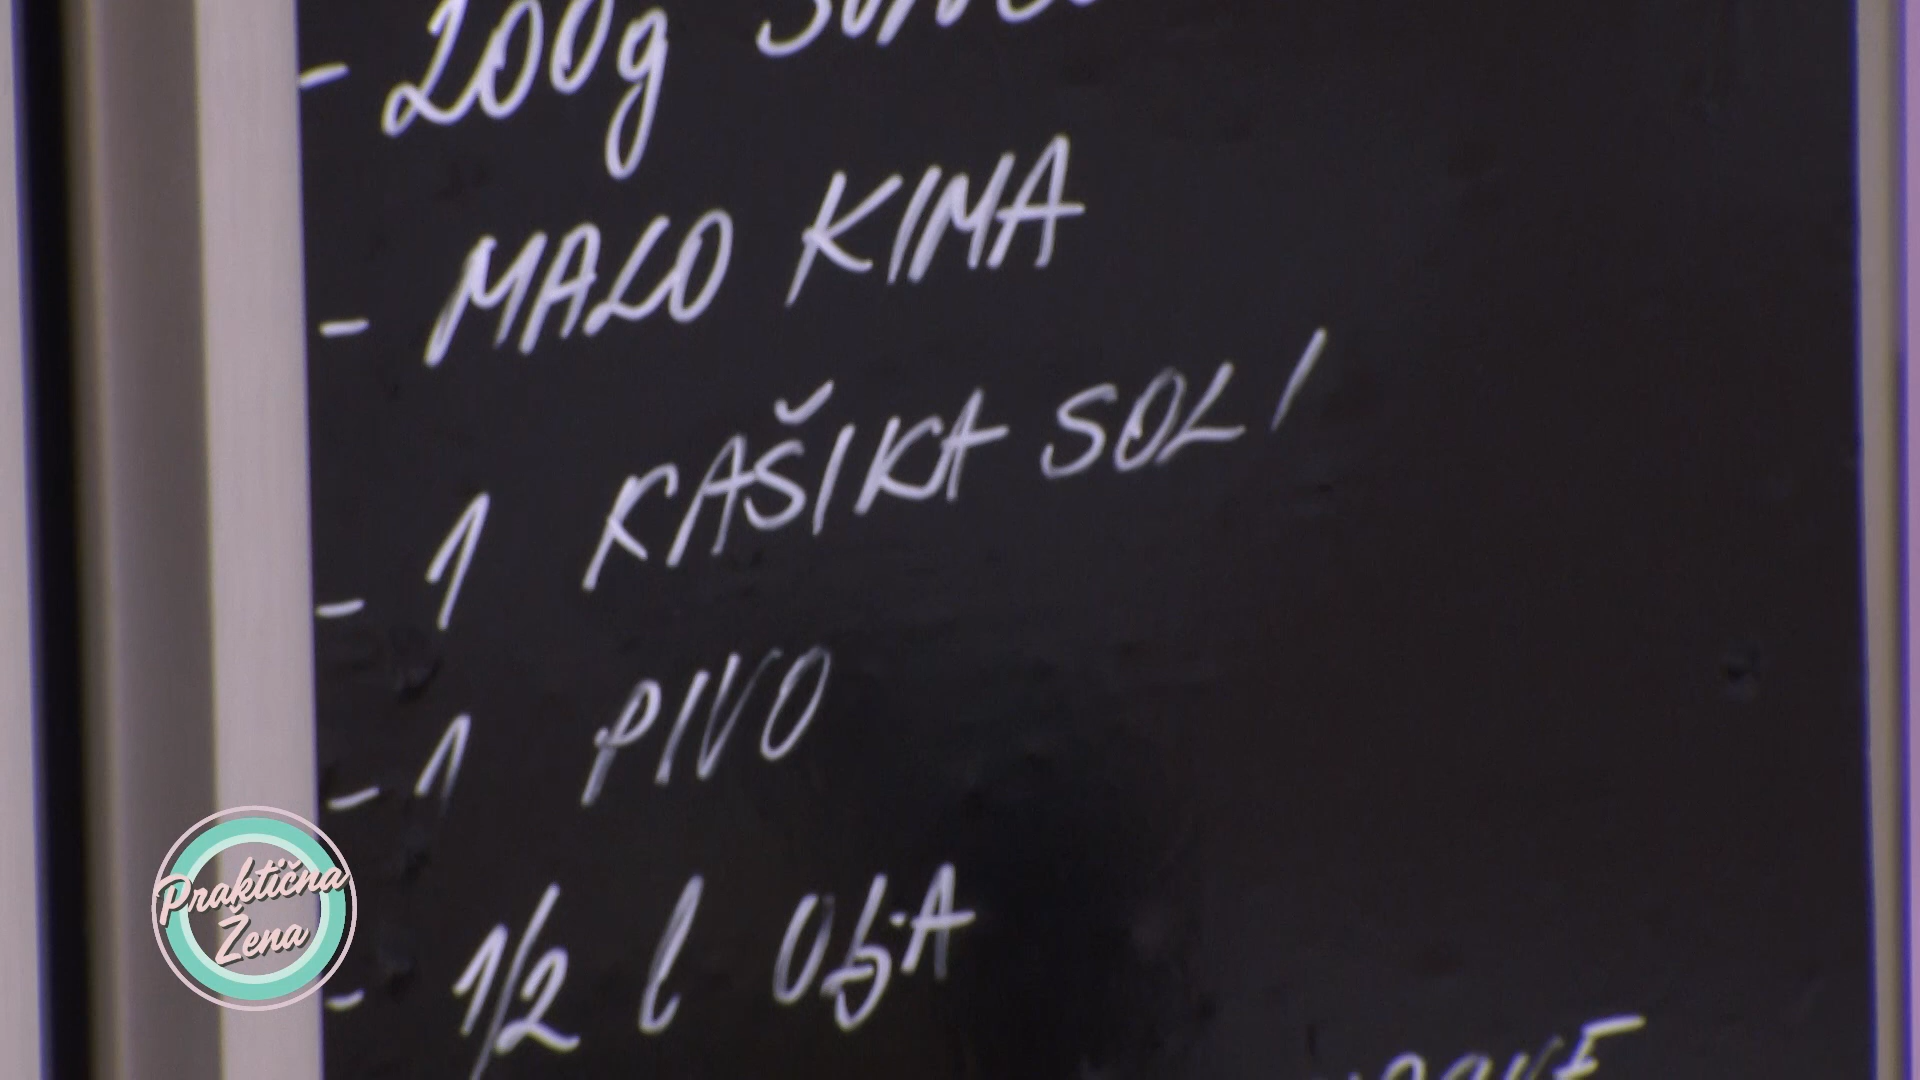 - 200g
- MALO KIMA
- 1 KAŠIKA SOLI
- 1 PIVO
- 1/2 l ULJA
Praktična
Žena